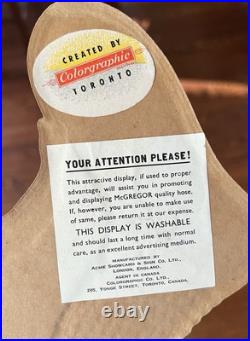 CREATED BY
Colorgraphic
TORONTO
YOUR ATTENTION PLEASE!
This attractive display, if used to proper
advantage, will assist you in promoting
and displaying McGREGOR quality hose.
If, however, you are unable to make use
of same, please return it at our expense.
THIS DISPLAY IS WASHABLE
and should last a long time with normal
care, as an excellent advertising medium.
MANUFACTURED BY
ACME SHOWCARD & SIGN CO. LTD.,
LONDON, ENGLAND.
AGENT IN CANADA
COLORGRAPHIC CO. LTD.,
205, YONGE STREET, TORONTO, CANADA.